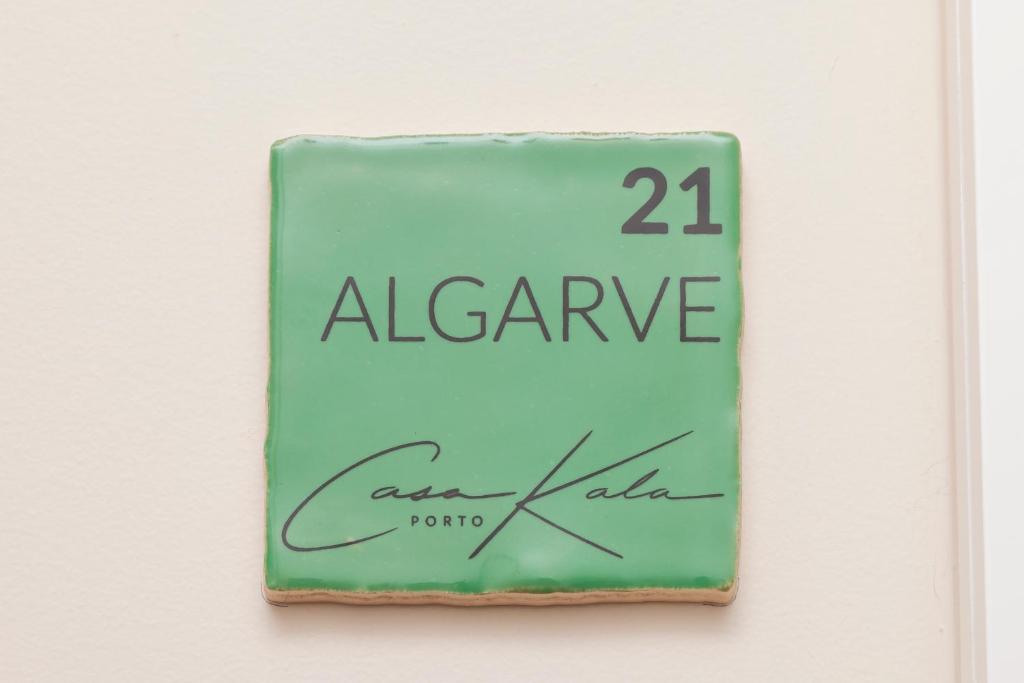 21
ALGARVE
Casa Kala
PORTO